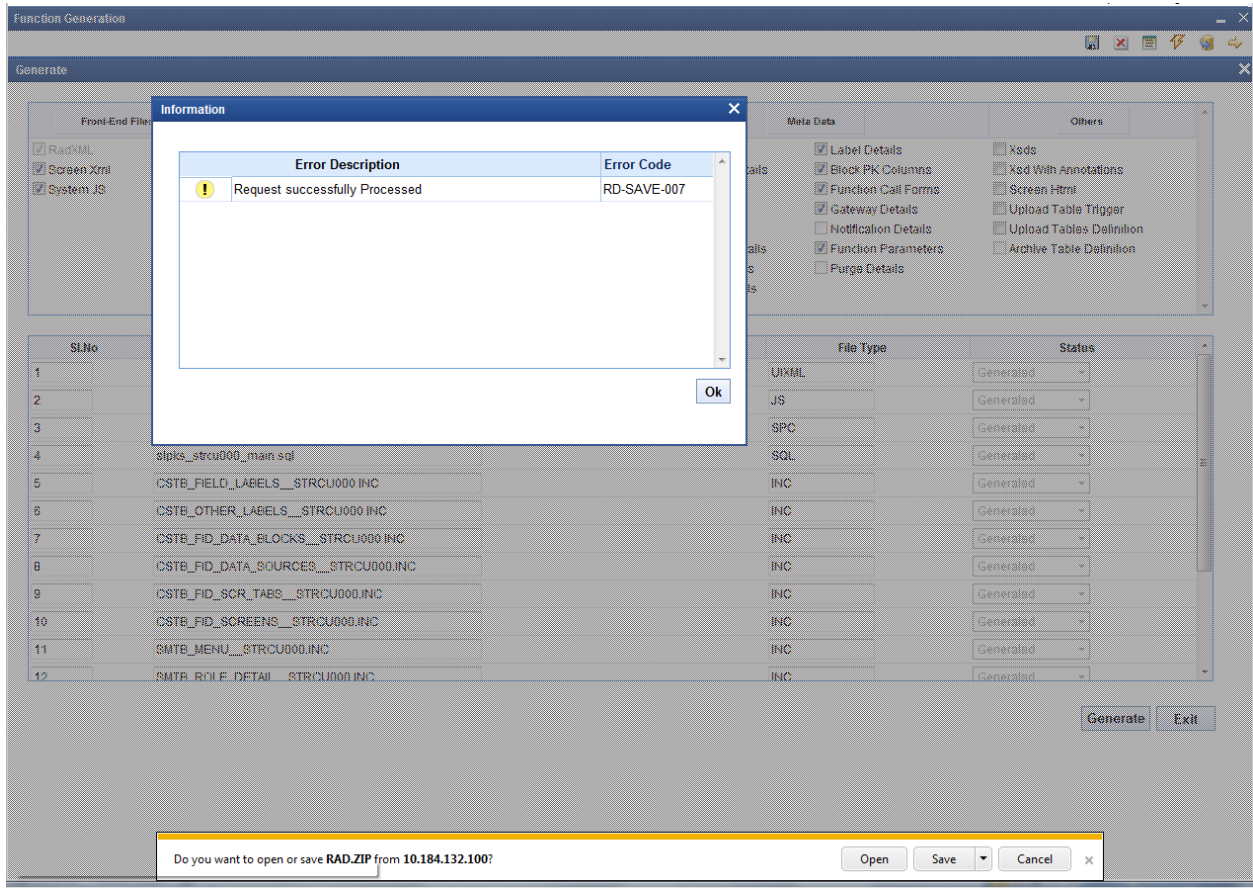 Function Generation
Generate
Front-End Files
Meta Data
Others
RadXML
Screen Xml
System JS
Label Details
Block PK Columns
Function Call Forms
Gateway Details
Notification Details
Function Parameters
Purge Details
Xsds
Xsd With Annotations
Screen Html
Upload Table Trigger
Upload Tables Definition
Archive Table Definition
Information
Error Description Error Code
Request successfully Processed RD-SAVE-007
Ok
Sl.No File Type Status
1 UIXML Generated
2 JS Generated
3 SPC Generated
4 slpks_strcu000_main.sql SQL Generated
5 CSTB_FIELD_LABELS__STRCU000.INC INC Generated
6 CSTB_OTHER_LABELS__STRCU000.INC INC Generated
7 CSTB_FID_DATA_BLOCKS__STRCU000.INC INC Generated
8 CSTB_FID_DATA_SOURCES__STRCU000.INC INC Generated
9 CSTB_FID_SCR_TABS__STRCU000.INC INC Generated
10 CSTB_FID_SCREENS__STRCU000.INC INC Generated
11 SMTB_MENU__STRCU000.INC INC Generated
12 SMTB_ROLE_DETAIL__STRCU000.INC INC Generated
Generate Exit
Do you want to open or save RAD.ZIP from 10.184.132.100?
Open Save Cancel